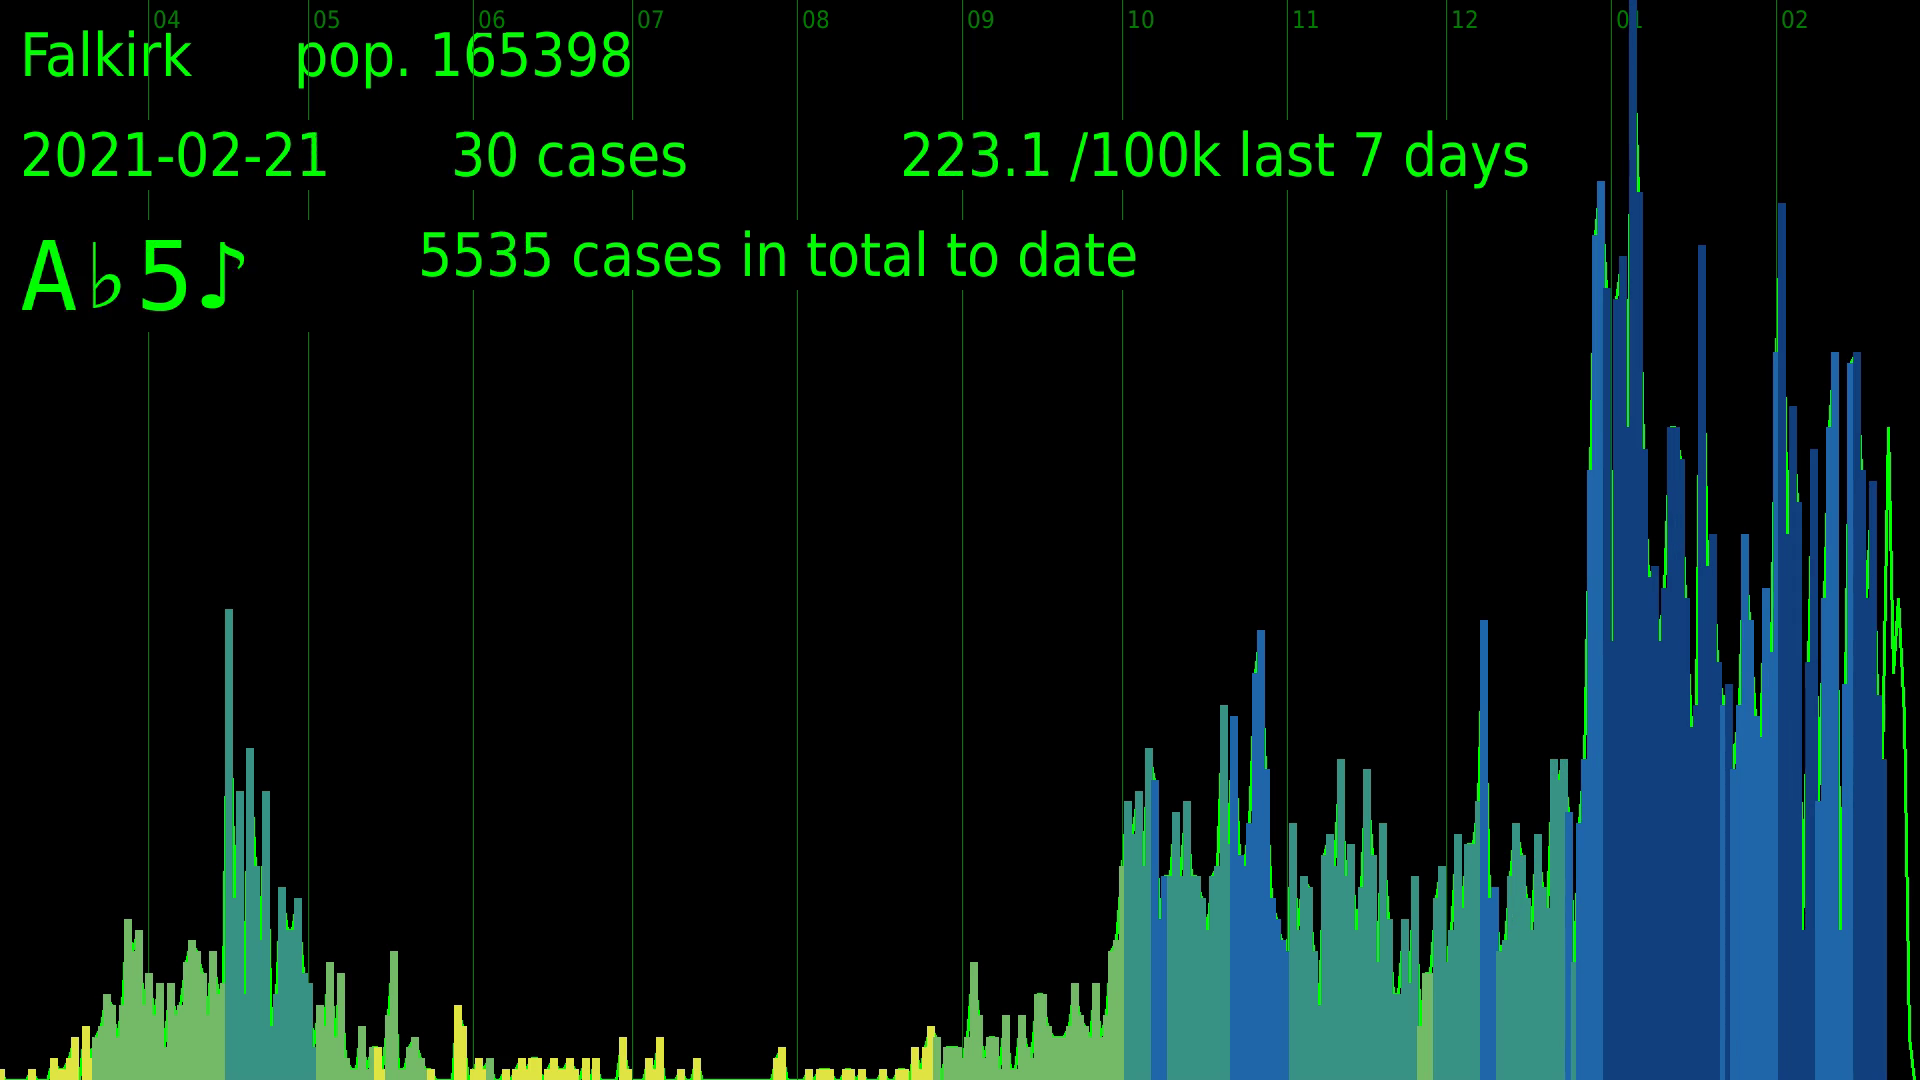 04 05 06 07 08 09 10 11 12 01 02
Falkirk pop. 165398
2021-02-21 30 cases 223.1 /100k last 7 days
A♭5♪ 5535 cases in total to date